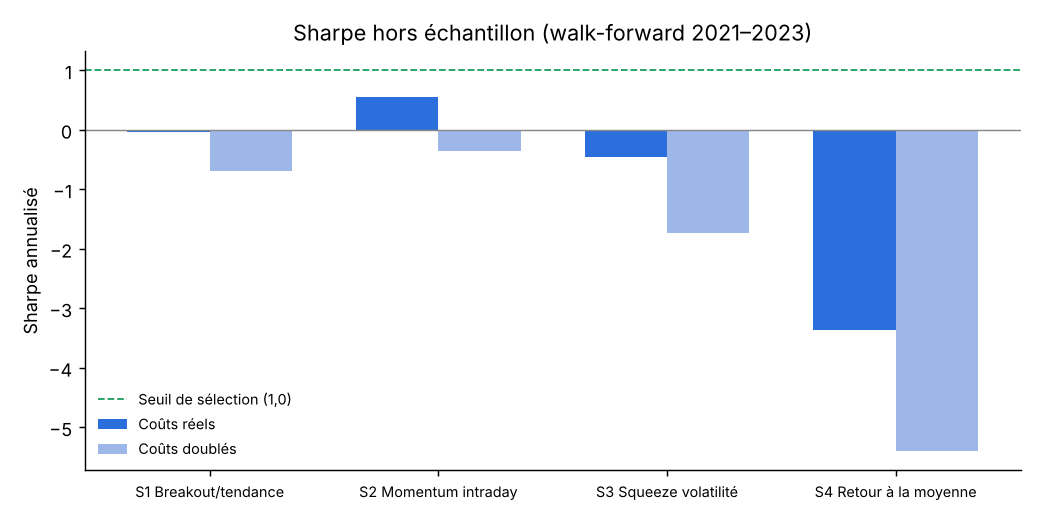 Sharpe hors échantillon (walk-forward 2021–2023)
Sharpe annualisé
1
0
−1
−2
−3
−4
−5
Seuil de sélection (1,0)
Coûts réels
Coûts doublés
S1 Breakout/tendance
S2 Momentum intraday
S3 Squeeze volatilité
S4 Retour à la moyenne